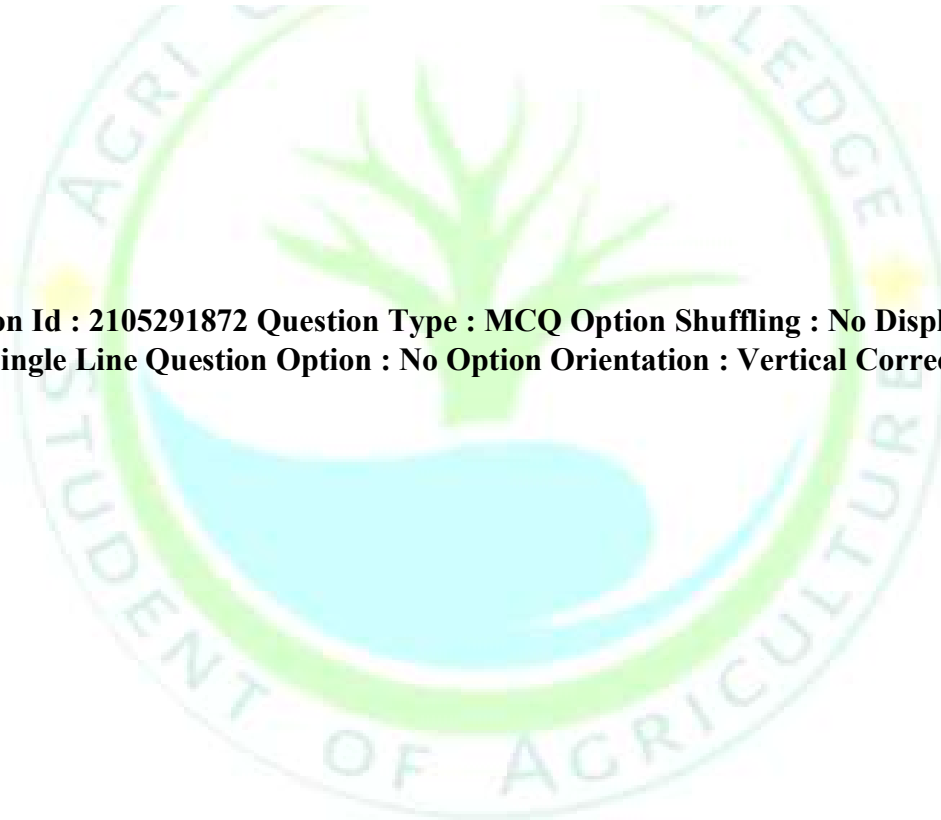 on Id : 2105291872 Question Type : MCQ Option Shuffling : No Displ
ingle Line Question Option : No Option Orientation : Vertical Correc
AGRI
STUDENT OF AGRICULTURE